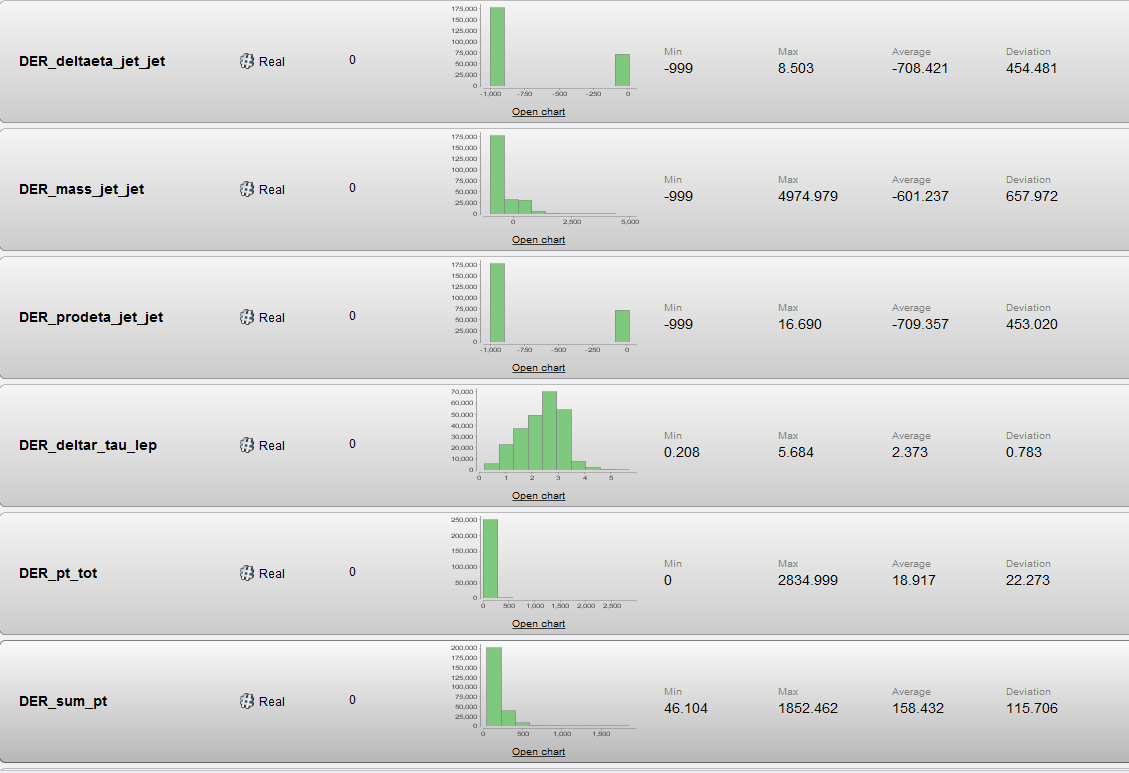 DER_deltaeta_jet_jet
Real
0
175,000
150,000
125,000
100,000
75,000
50,000
25,000
0
-1,000 -750 -500 -250 0
Open chart
Min Max Average Deviation
-999 8.503 -708.421 454.481
DER_mass_jet_jet
Real
0
175,000
150,000
125,000
100,000
75,000
50,000
25,000
0
0 2,500 5,000
Open chart
Min Max Average Deviation
-999 4974.979 -601.237 657.972
DER_prodeta_jet_jet
Real
0
175,000
150,000
125,000
100,000
75,000
50,000
25,000
0
-1,000 -750 -500 -250 0
Open chart
Min Max Average Deviation
-999 16.690 -709.357 453.020
DER_deltar_tau_lep
Real
0
70,000
60,000
50,000
40,000
30,000
20,000
10,000
0
0 1 2 3 4 5
Open chart
Min Max Average Deviation
0.208 5.684 2.373 0.783
DER_pt_tot
Real
0
250,000
200,000
150,000
100,000
50,000
0
0 500 1,000 1,500 2,000 2,500
Open chart
Min Max Average Deviation
0 2834.999 18.917 22.273
DER_sum_pt
Real
0
200,000
175,000
150,000
125,000
100,000
75,000
50,000
25,000
0
0 500 1,000 1,500
Open chart
Min Max Average Deviation
46.104 1852.462 158.432 115.706